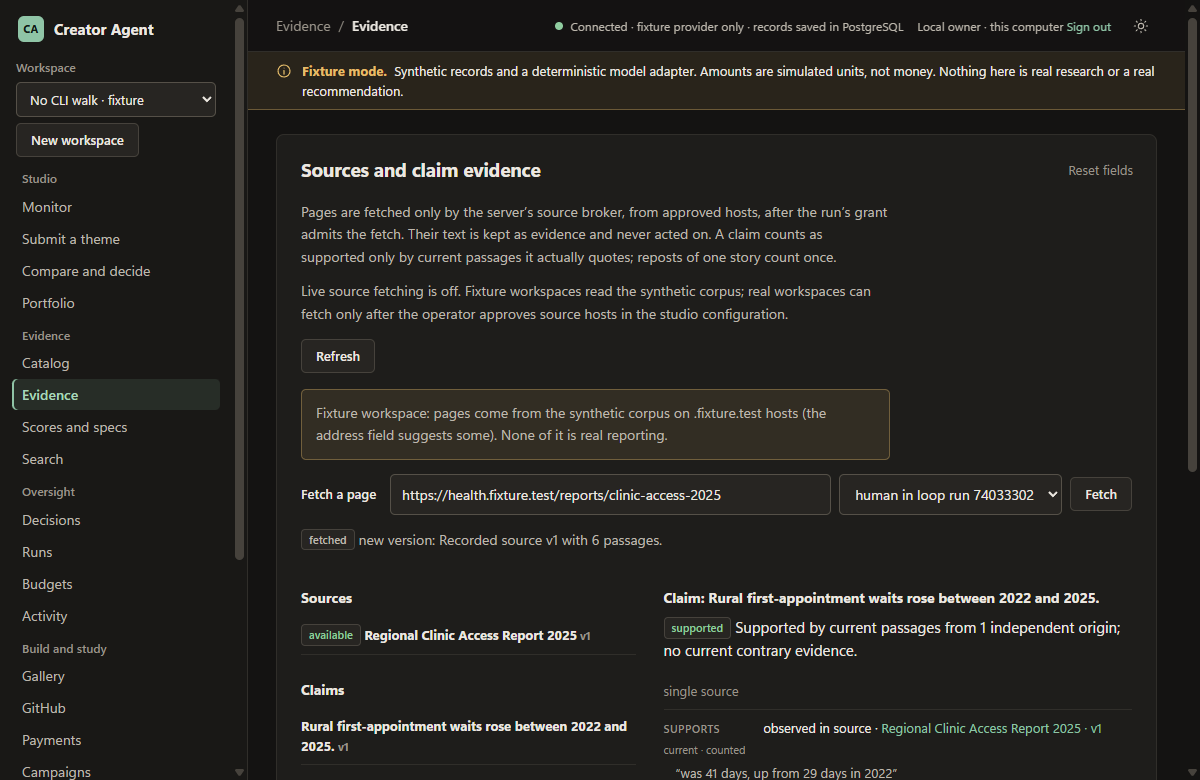 CA Creator Agent
Workspace
No CLI walk · fixture
New workspace
Studio
Monitor
Submit a theme
Compare and decide
Portfolio
Evidence
Catalog
Evidence
Scores and specs
Search
Oversight
Decisions
Runs
Budgets
Activity
Build and study
Gallery
GitHub
Payments
Campaigns
Evidence / Evidence
Connected · fixture provider only · records saved in PostgreSQL Local owner · this computer Sign out
Fixture mode. Synthetic records and a deterministic model adapter. Amounts are simulated units, not money. Nothing here is real research or a real
recommendation.
Sources and claim evidence
Reset fields
Pages are fetched only by the server's source broker, from approved hosts, after the run's grant
admits the fetch. Their text is kept as evidence and never acted on. A claim counts as
supported only by current passages it actually quotes; reposts of one story count once.
Live source fetching is off. Fixture workspaces read the synthetic corpus; real workspaces can
fetch only after the operator approves source hosts in the studio configuration.
Refresh
Fixture workspace: pages come from the synthetic corpus on .fixture.test hosts (the
address field suggests some). None of it is real reporting.
Fetch a page https://health.fixture.test/reports/clinic-access-2025 human in loop run 74033302 Fetch
fetched new version: Recorded source v1 with 6 passages.
Sources
available Regional Clinic Access Report 2025 v1
Claims
Rural first-appointment waits rose between 2022 and
2025. v1
Claim: Rural first-appointment waits rose between 2022 and 2025.
supported Supported by current passages from 1 independent origin;
no current contrary evidence.
single source
SUPPORTS observed in source · Regional Clinic Access Report 2025 · v1
current · counted
"was 41 days, up from 29 days in 2022"